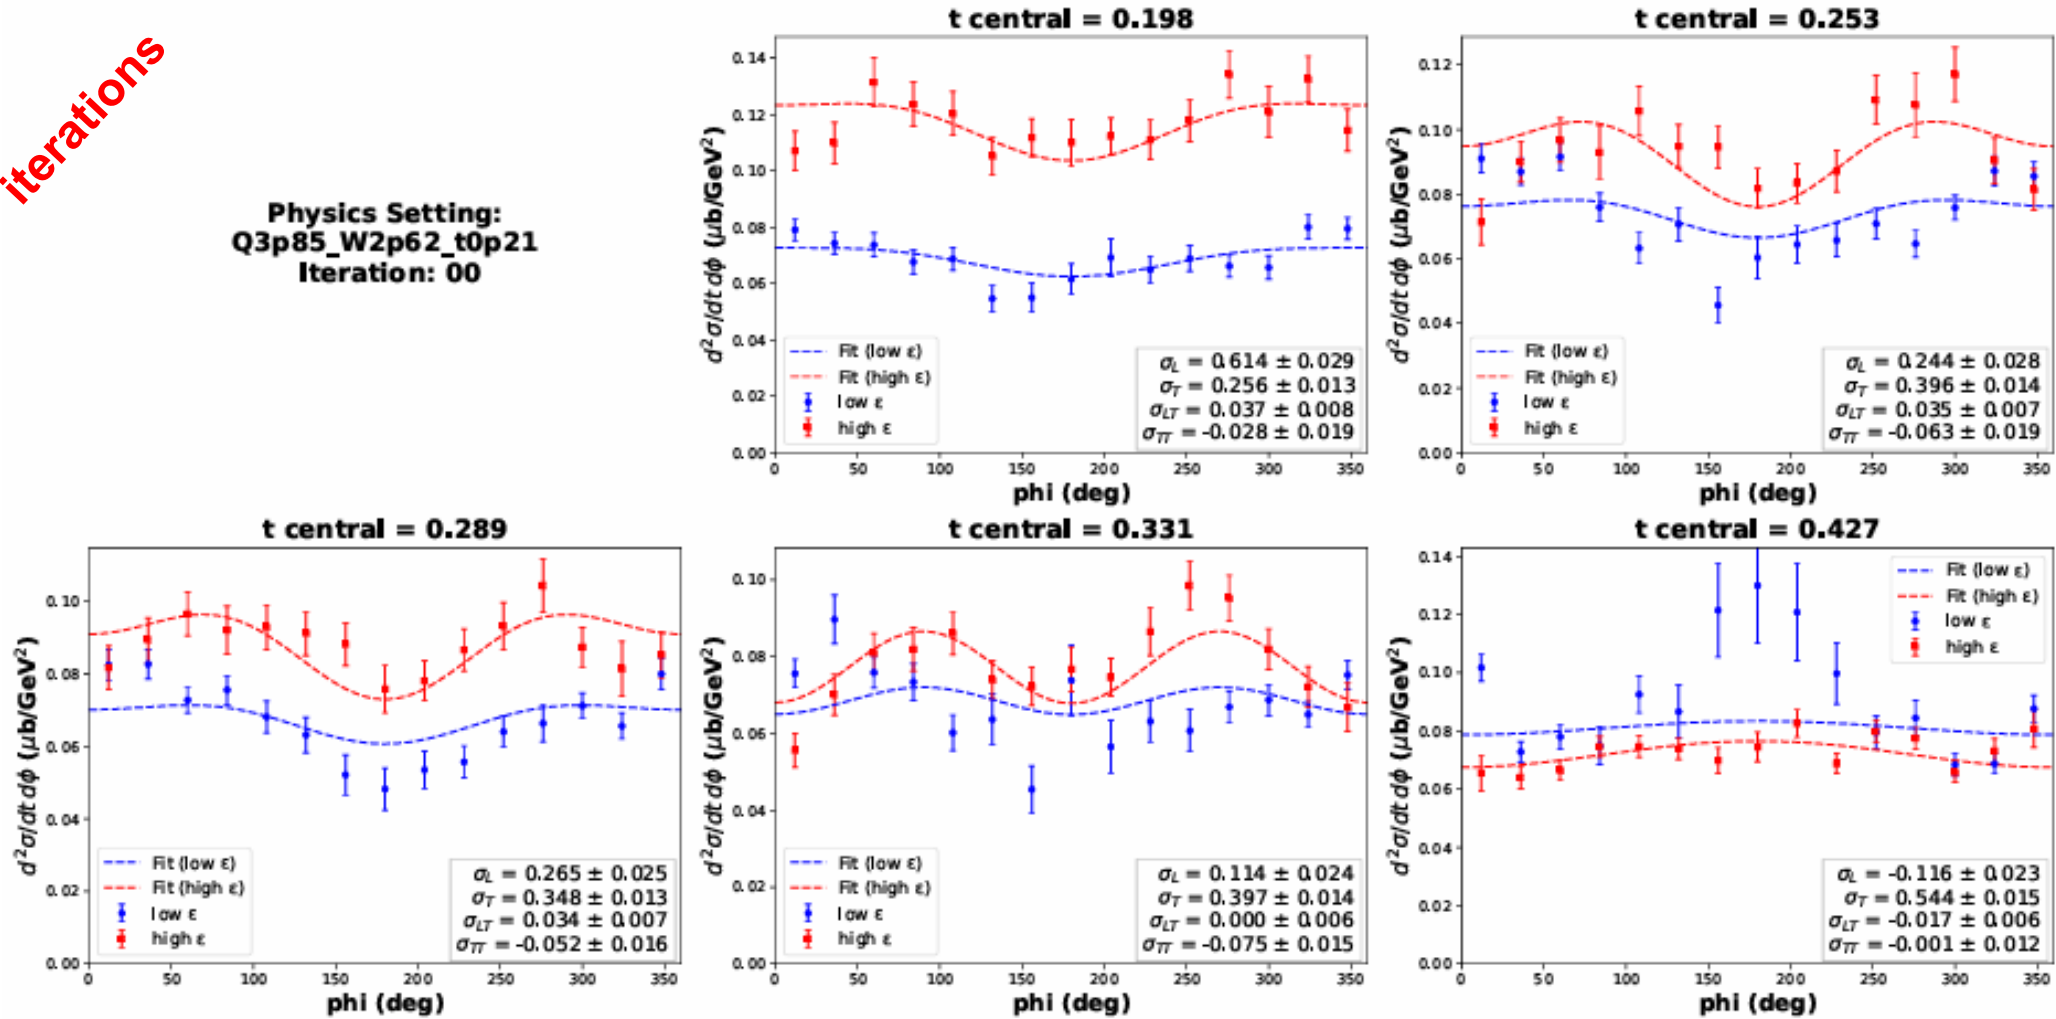 iterations
Physics Setting:
Q3p85_W2p62_t0p21
Iteration: 00
t central = 0.198
d²σ/dtdϕ (μb/GeV²)
0.14
0.12
0.10
0.08
0.06
0.04
0.02
0.00
Fit (low ε)
Fit (high ε)
low ε
high ε
σL = 0.614 ± 0.029
σT = 0.256 ± 0.013
σLT = 0.037 ± 0.008
σTT = -0.028 ± 0.019
0 50 100 150 200 250 300 350
phi (deg)
t central = 0.253
d²σ/dtdϕ (μb/GeV²)
0.12
0.10
0.08
0.06
0.04
0.02
0.00
Fit (low ε)
Fit (high ε)
low ε
high ε
σL = 0.244 ± 0.028
σT = 0.396 ± 0.014
σLT = 0.035 ± 0.007
σTT = -0.063 ± 0.019
0 50 100 150 200 250 300 350
phi (deg)
t central = 0.289
d²σ/dtdϕ (μb/GeV²)
0.10
0.08
0.06
0.04
0.02
0.00
Fit (low ε)
Fit (high ε)
low ε
high ε
σL = 0.265 ± 0.025
σT = 0.348 ± 0.013
σLT = 0.034 ± 0.007
σTT = -0.052 ± 0.016
0 50 100 150 200 250 300 350
phi (deg)
t central = 0.331
d²σ/dtdϕ (μb/GeV²)
0.10
0.08
0.06
0.04
0.02
0.00
Fit (low ε)
Fit (high ε)
low ε
high ε
σL = 0.114 ± 0.024
σT = 0.397 ± 0.014
σLT = 0.000 ± 0.006
σTT = -0.075 ± 0.015
0 50 100 150 200 250 300 350
phi (deg)
t central = 0.427
d²σ/dtdϕ (μb/GeV²)
0.14
0.12
0.10
0.08
0.06
0.04
0.02
0.00
Fit (low ε)
Fit (high ε)
low ε
high ε
σL = -0.116 ± 0.023
σT = 0.544 ± 0.015
σLT = -0.017 ± 0.006
σTT = -0.001 ± 0.012
0 50 100 150 200 250 300 350
phi (deg)